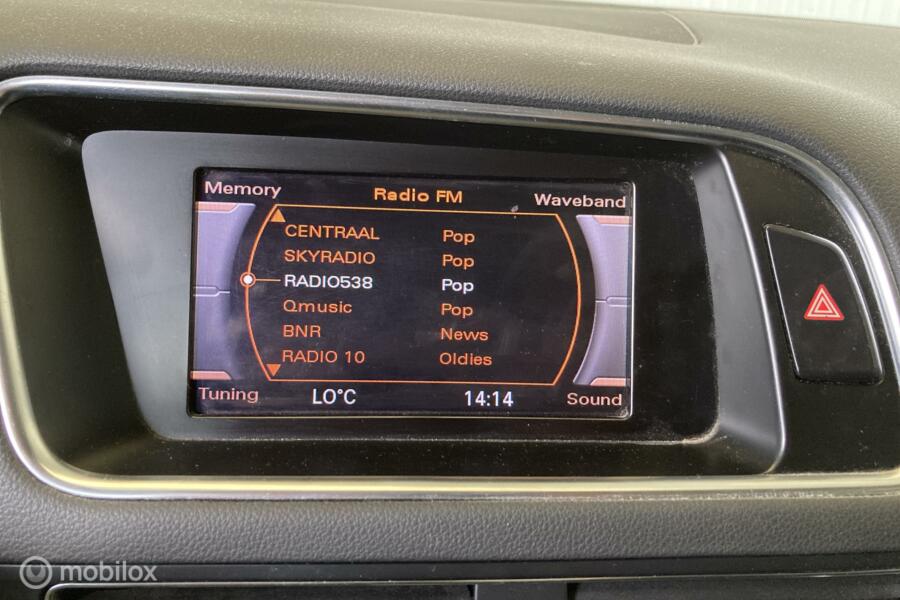 Memory Radio FM Waveband
CENTRAAL Pop
SKYRADIO Pop
RADIO538 Pop
Qmusic Pop
BNR News
RADIO 10 Oldies
Tuning LO°C 14:14 Sound
mobilox